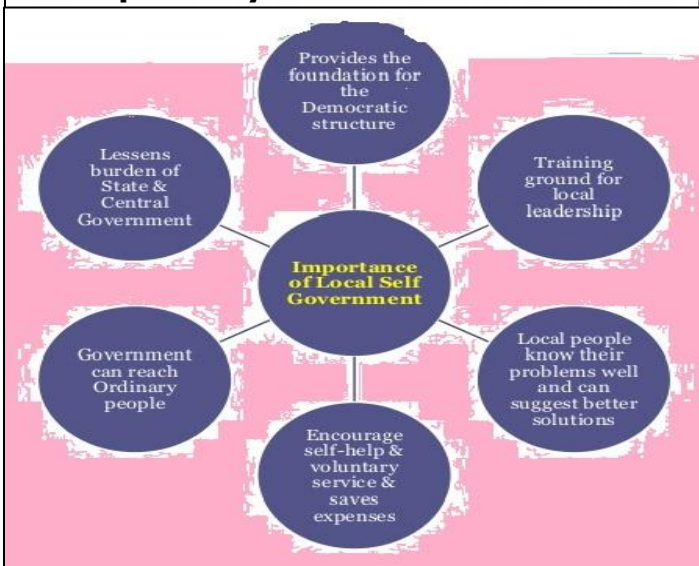 Provides the
foundation for
the
Democratic
structure
Training
ground for
local
leadership
Local people
know their
problems well
and can
suggest better
solutions
Encourage
self-help &
voluntary
service &
saves
expenses
Government
can reach
Ordinary
people
Lessens
burden of
State &
Central
Government
Importance
of Local Self
Government